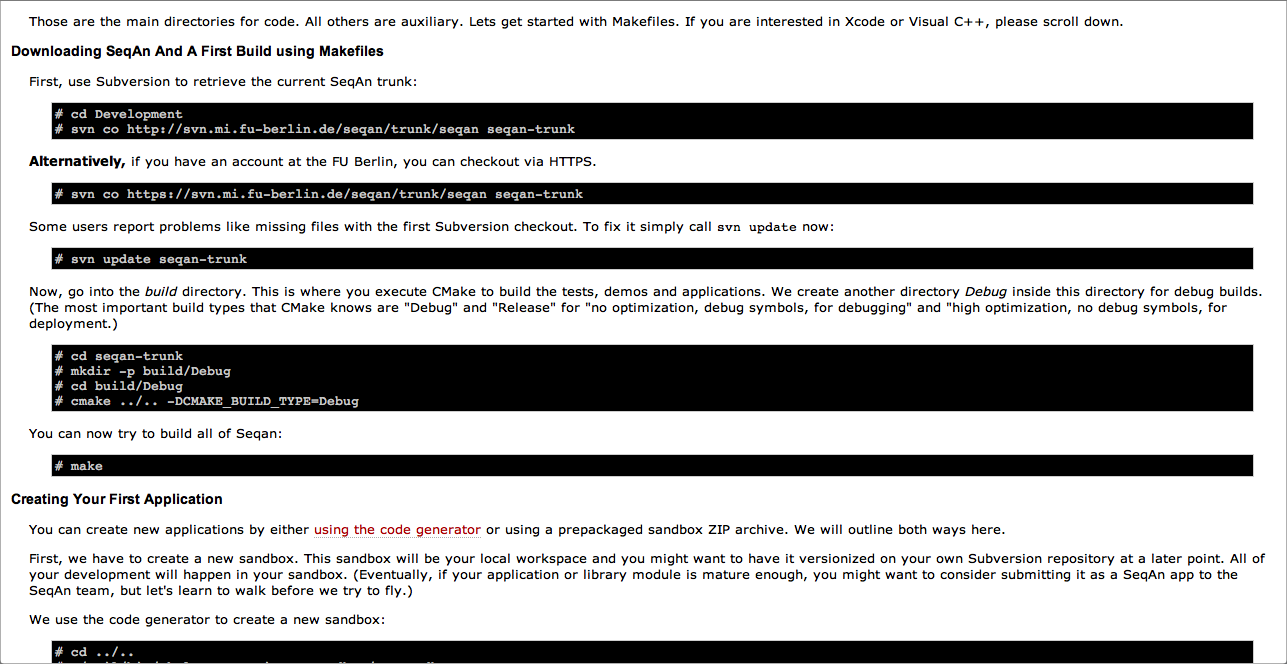 Those are the main directories for code. All others are auxiliary. Lets get started with Makefiles. If you are interested in Xcode or Visual C++, please scroll down.
Downloading SeqAn And A First Build using Makefiles
First, use Subversion to retrieve the current SeqAn trunk:
# cd Development
# svn co http://svn.mi.fu-berlin.de/seqan/trunk/seqan seqan-trunk
Alternatively, if you have an account at the FU Berlin, you can checkout via HTTPS.
# svn co https://svn.mi.fu-berlin.de/seqan/trunk/seqan seqan-trunk
Some users report problems like missing files with the first Subversion checkout. To fix it simply call svn update now:
# svn update seqan-trunk
Now, go into the build directory. This is where you execute CMake to build the tests, demos and applications. We create another directory Debug inside this directory for debug builds.
(The most important build types that CMake knows are "Debug" and "Release" for "no optimization, debug symbols, for debugging" and "high optimization, no debug symbols, for
deployment.)
# cd seqan-trunk
# mkdir -p build/Debug
# cd build/Debug
# cmake ../.. -DCMAKE_BUILD_TYPE=Debug
You can now try to build all of Seqan:
# make
Creating Your First Application
You can create new applications by either using the code generator or using a prepackaged sandbox ZIP archive. We will outline both ways here.
First, we have to create a new sandbox. This sandbox will be your local workspace and you might want to have it versionized on your own Subversion repository at a later point. All of
your development will happen in your sandbox. (Eventually, if your application or library module is mature enough, you might want to consider submitting it as a SeqAn app to the
SeqAn team, but let's learn to walk before we try to fly.)
We use the code generator to create a new sandbox:
# cd ../..